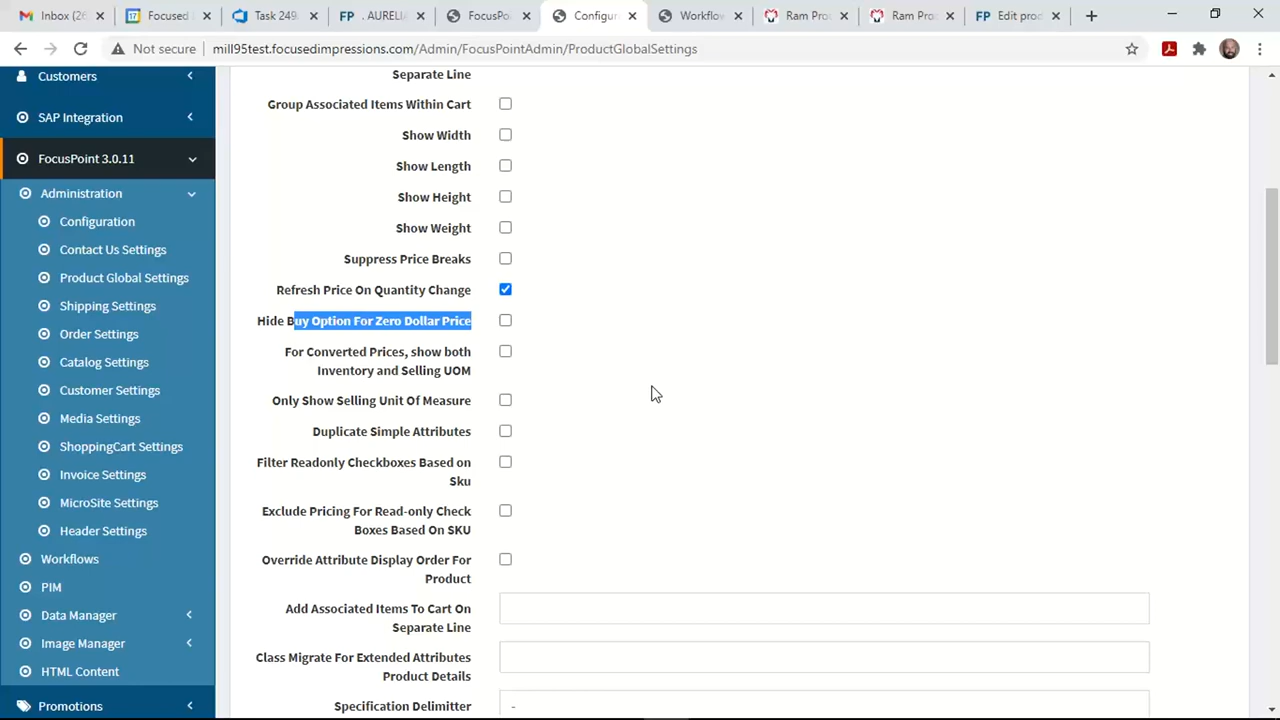 Inbox (26
Focused
Task 249
. AURELI
FocusPo
Configur
Workflow
Ram Pro
Ram Pro
Edit proc
Not secure
mill95test.focusedimpressions.com/Admin/FocusPointAdmin/ProductGlobalSettings
Customers
SAP Integration
FocusPoint 3.0.11
Administration
Configuration
Contact Us Settings
Product Global Settings
Shipping Settings
Order Settings
Catalog Settings
Customer Settings
Media Settings
ShoppingCart Settings
Invoice Settings
MicroSite Settings
Header Settings
Workflows
PIM
Data Manager
Image Manager
HTML Content
Promotions
Separate Line
Group Associated Items Within Cart
Show Width
Show Length
Show Height
Show Weight
Suppress Price Breaks
Refresh Price On Quantity Change
Hide Buy Option For Zero Dollar Price
For Converted Prices, show both
Inventory and Selling UOM
Only Show Selling Unit Of Measure
Duplicate Simple Attributes
Filter Readonly Checkboxes Based on
Sku
Exclude Pricing For Read-only Check
Boxes Based On SKU
Override Attribute Display Order For
Product
Add Associated Items To Cart On
Separate Line
Class Migrate For Extended Attributes
Product Details
Specification Delimitter
-